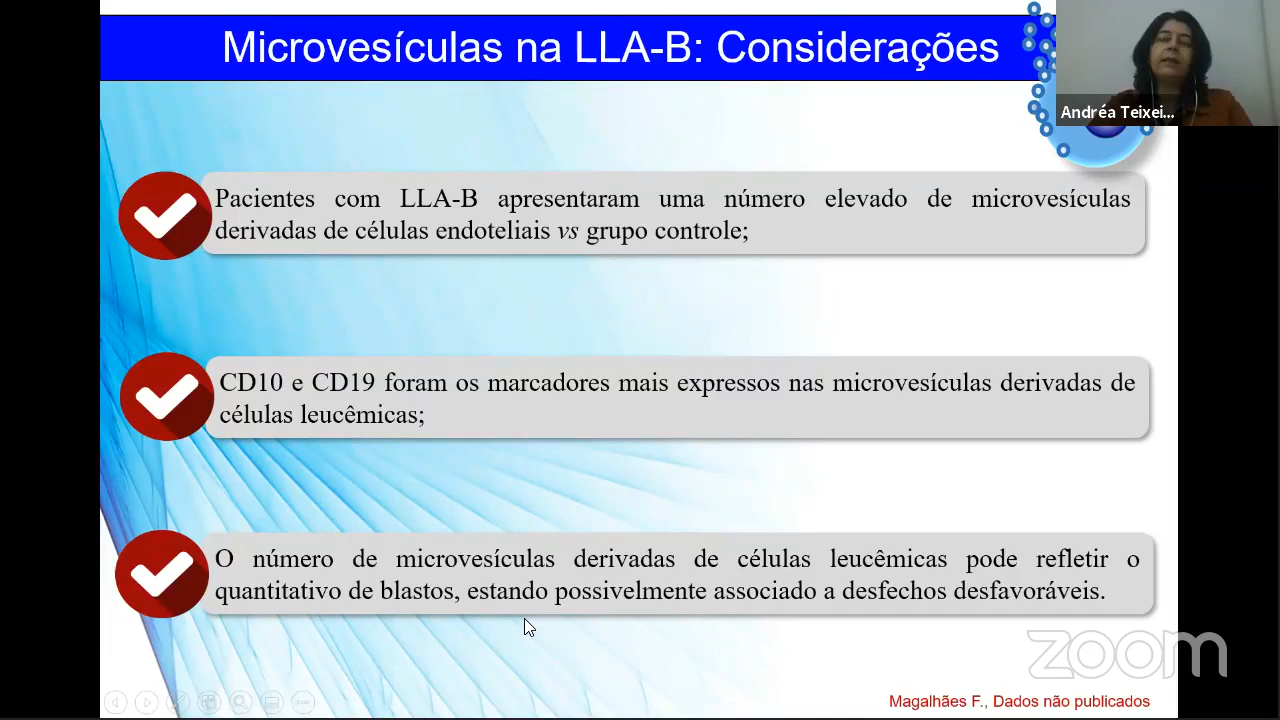 Microvesículas na LLA-B: Considerações
Andréa Teixei...
Pacientes com LLA-B apresentaram uma número elevado de microvesículas
derivadas de células endoteliais vs grupo controle;
CD10 e CD19 foram os marcadores mais expressos nas microvesículas derivadas de
células leucêmicas;
O número de microvesículas derivadas de células leucêmicas pode refletir o
quantitativo de blastos, estando possivelmente associado a desfechos desfavoráveis.
zoom
Magalhães F., Dados não publicados